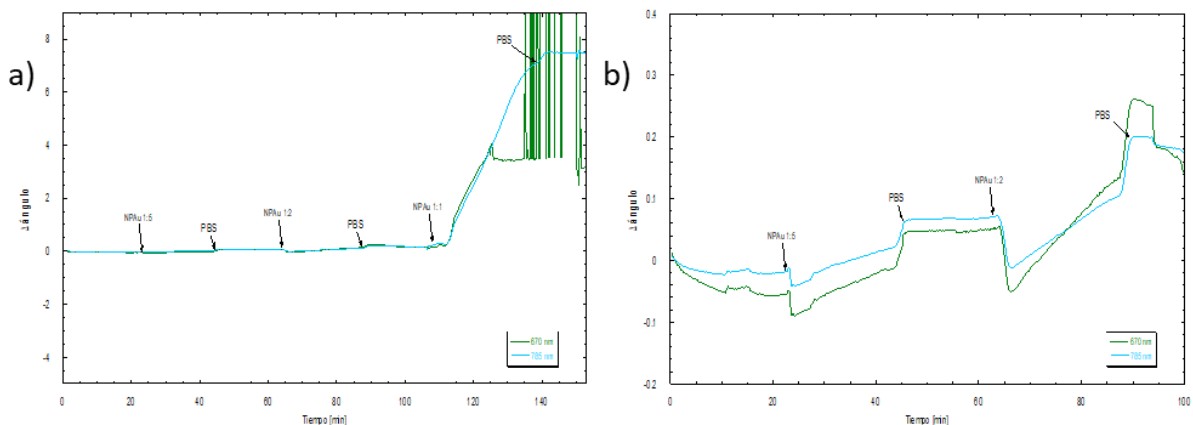 a)
8
6
4
2
0
-2
-4
Δ ángulo
NPAu 1:5
PBS
NPAu 1:2
PBS
NPAu 1:1
PBS
670 nm
785 nm
0 20 40 60 80 100 120 140
Tiempo [min]
b)
0.4
0.3
0.2
0.1
0
-0.1
-0.2
Δ ángulo
NPAu 1:5
PBS
NPAu 1:2
PBS
670 nm
785 nm
0 20 40 60 80 100
Tiempo [min]